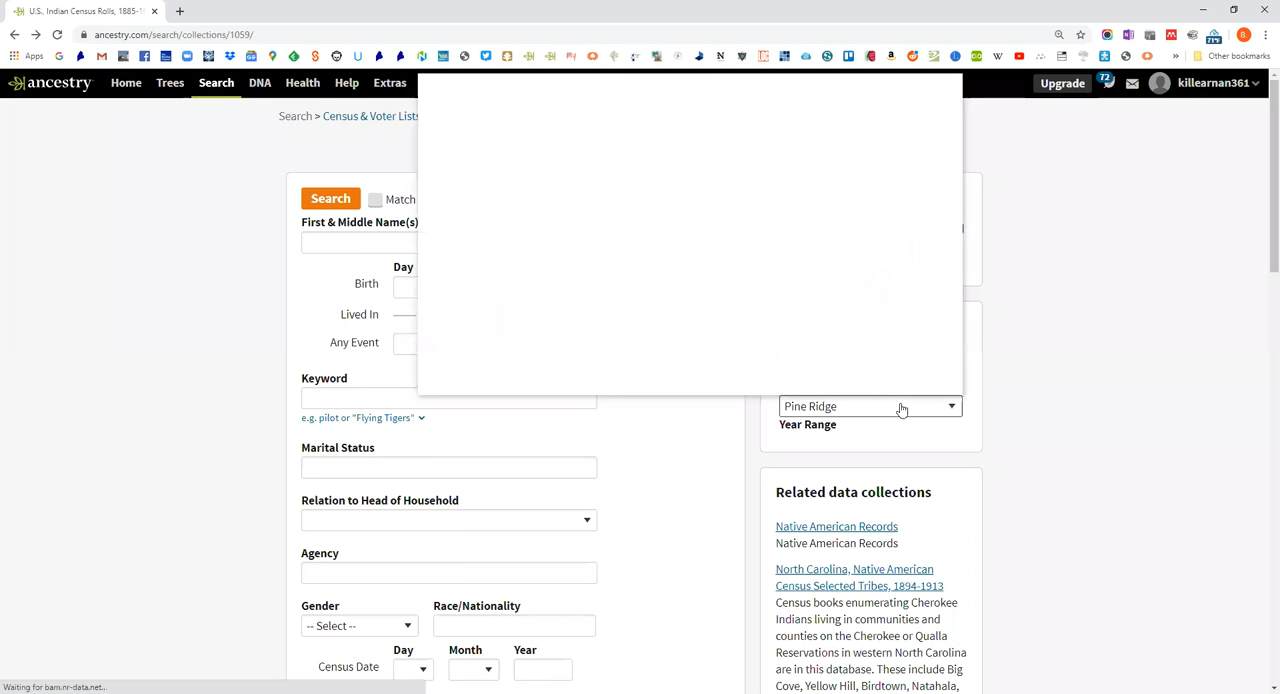 U.S., Indian Census Rolls, 1885-1
ancestry.com/search/collections/1059/
Apps
Other bookmarks
ancestry
Home
Trees
Search
DNA
Health
Help
Extras
Upgrade
72
killearnan361
Search > Census & Voter Lists
Search
Match
First & Middle Name(s)
Day
Birth
Lived In
Any Event
Keyword
e.g. pilot or "Flying Tigers"
Marital Status
Relation to Head of Household
Agency
Gender
Race/Nationality
-- Select --
Day
Month
Year
Census Date
Pine Ridge
Year Range
Related data collections
Native American Records
Native American Records
North Carolina, Native American
Census Selected Tribes, 1894-1913
Census books enumerating Cherokee
Indians living in communities and
counties on the Cherokee or Qualla
Reservations in western North Carolina
are in this database. These include Big
Cove, Yellow Hill, Birdtown, Natahala,
Waiting for bam.nr-data.net...